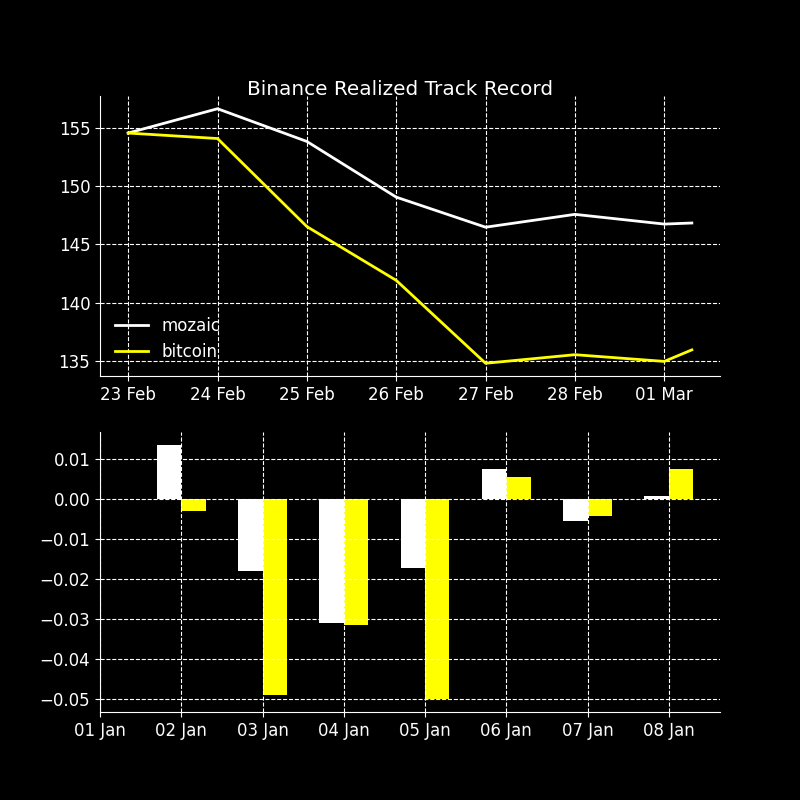 Binance Realized Track Record
155
150
145
140
135
mozaic
bitcoin
23 Feb 24 Feb 25 Feb 26 Feb 27 Feb 28 Feb 01 Mar
0.01
0.00
−0.01
−0.02
−0.03
−0.04
−0.05
01 Jan 02 Jan 03 Jan 04 Jan 05 Jan 06 Jan 07 Jan 08 Jan